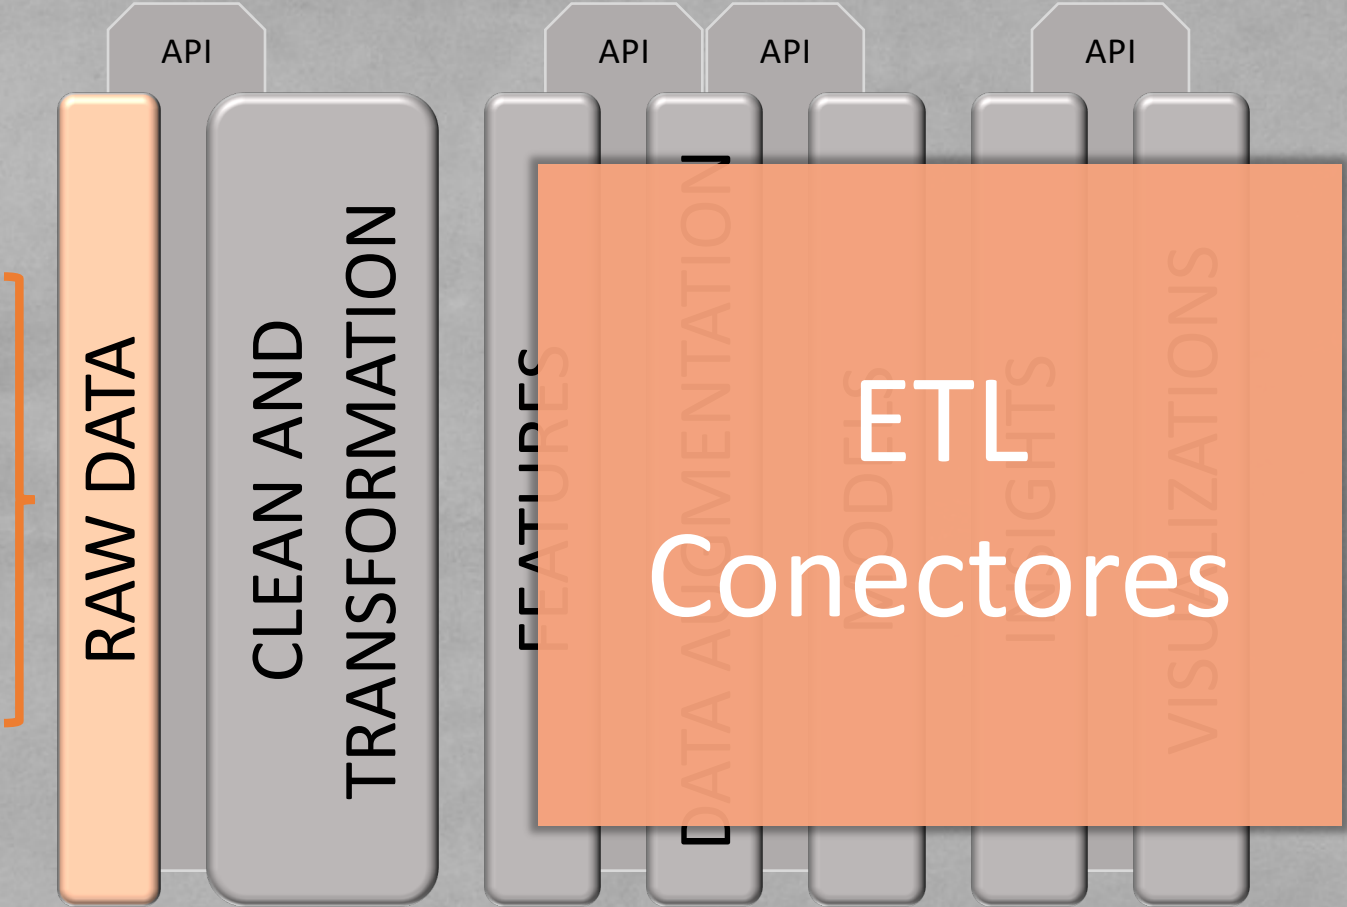 API
API
API
API
RAW DATA
CLEAN AND
TRANSFORMATION
FEATURES
DATA AUGMENTATION
MODELS
INSIGHTS
VISUALIZATIONS
ETL
Conectores